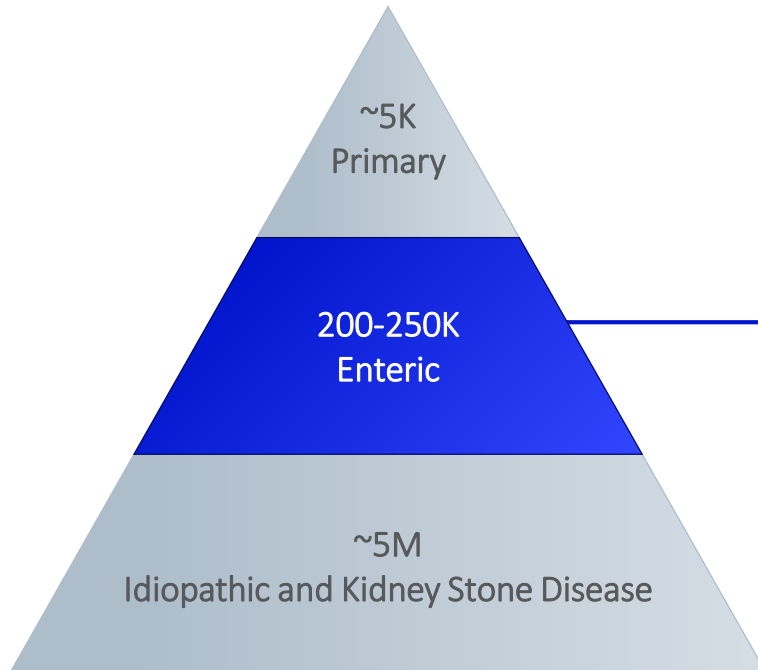 ~5K
Primary
200-250K
Enteric
~5M
Idiopathic and Kidney Stone Disease